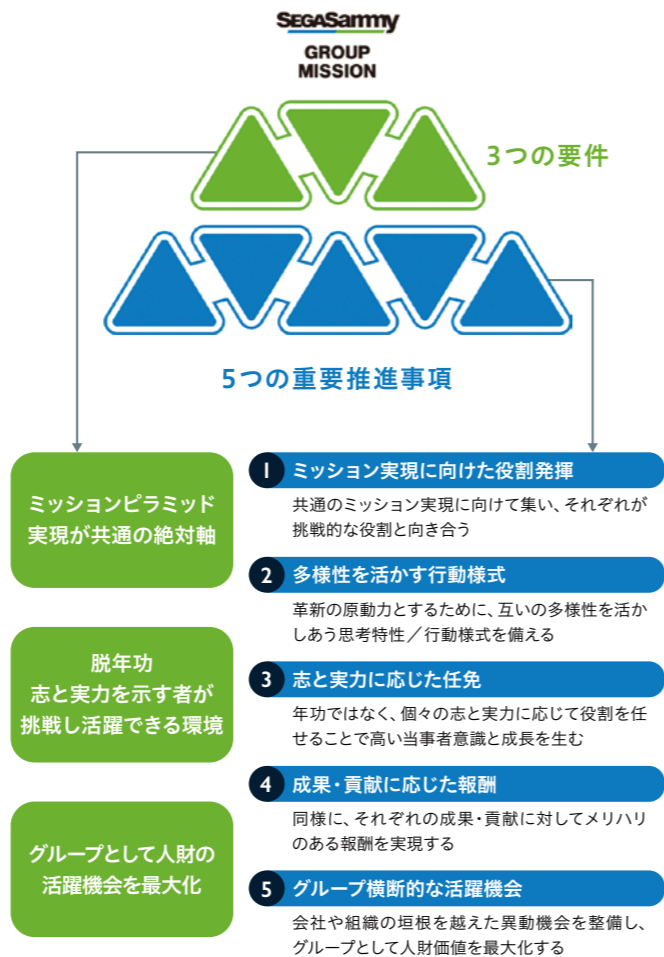 SEGASammy
GROUP
MISSION
3つの要件
5つの重要推進事項
ミッションピラミッド
実現が共通の絶対軸
脱年功
志と実力を示す者が
挑戦し活躍できる環境
グループとして人財の
活躍機会を最大化
1 ミッション実現に向けた役割発揮
共通のミッション実現に向けて集い、それぞれが
挑戦的な役割と向き合う
2 多様性を活かす行動様式
革新の原動力とするために、互いの多様性を活か
しあう思考特性／行動様式を備える
3 志と実力に応じた任免
年功ではなく、個々の志と実力に応じて役割を任
せることで高い当事者意識と成長を生む
4 成果・貢献に応じた報酬
同様に、それぞれの成果・貢献に対してメリハリ
のある報酬を実現する
5 グループ横断的な活躍機会
会社や組織の垣根を越えた異動機会を整備し、
グループとして人財価値を最大化する